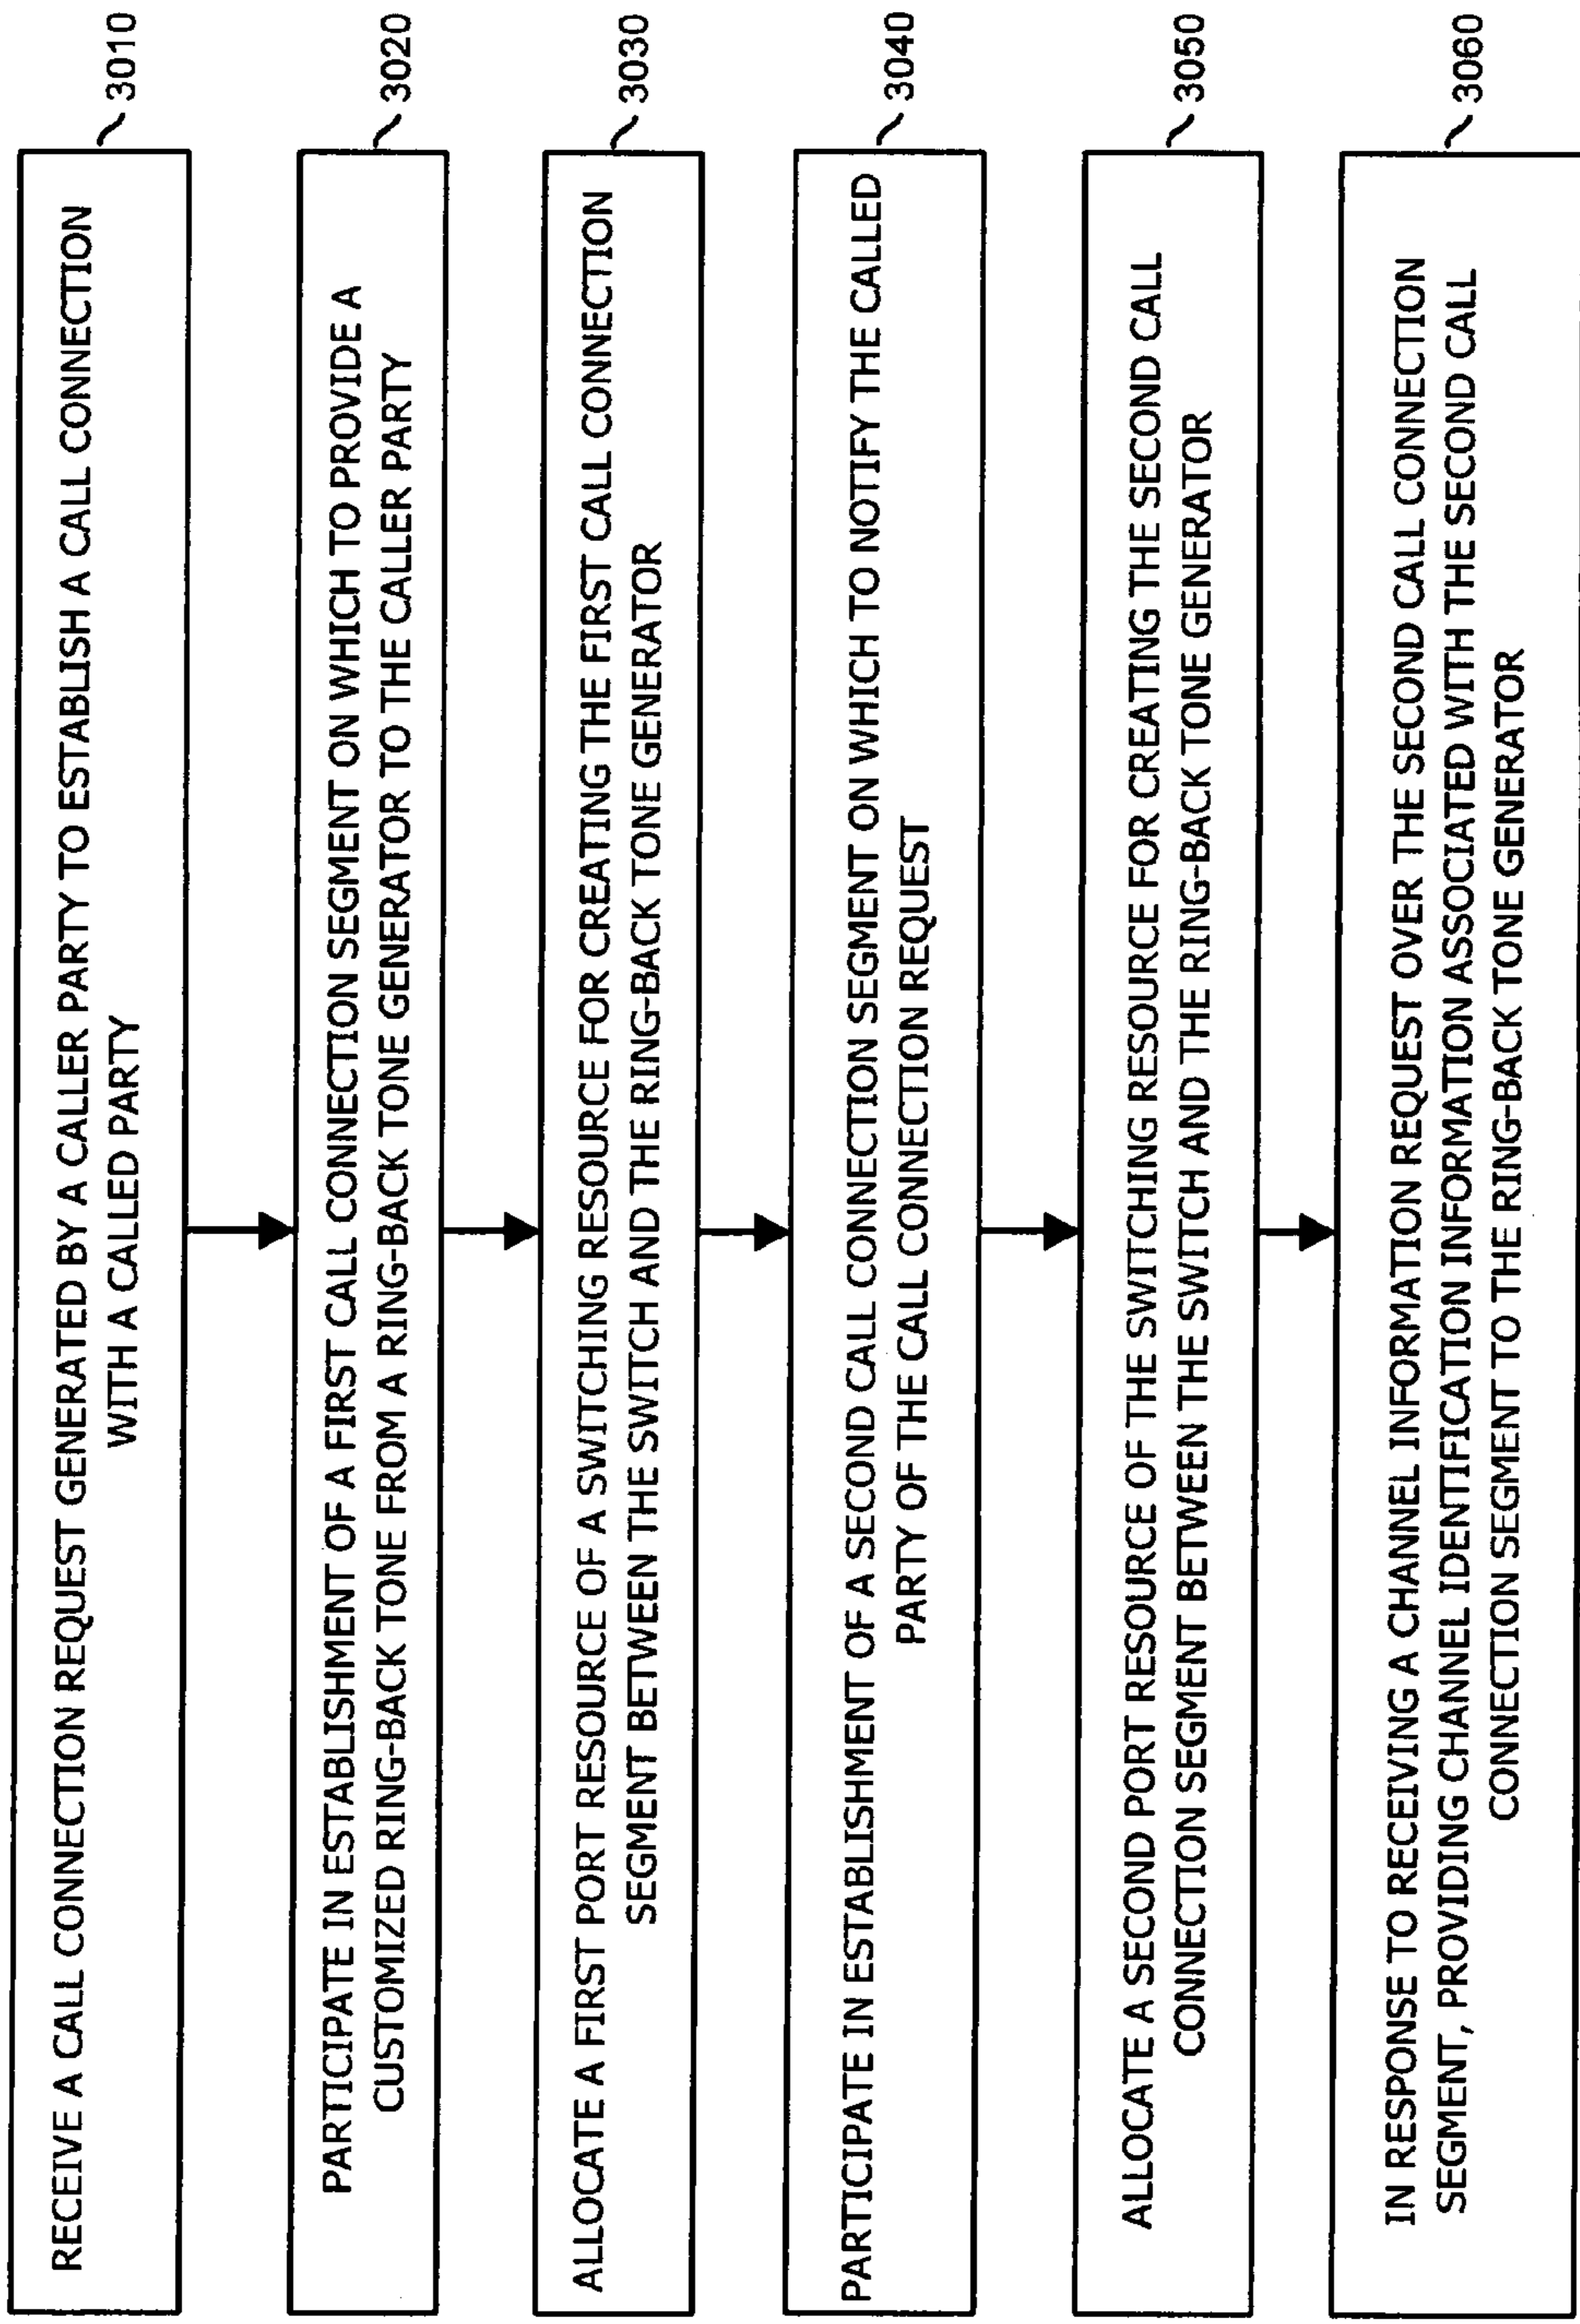 RECEIVE A CALL CONNECTION REQUEST GENERATED BY A CALLER PARTY TO ESTABLISH A CALL CONNECTION
WITH A CALLED PARTY
3010
PARTICIPATE IN ESTABLISHMENT OF A FIRST CALL CONNECTION SEGMENT ON WHICH TO PROVIDE A
CUSTOMIZED RING-BACK TONE FROM A RING-BACK TONE GENERATOR TO THE CALLER PARTY
3020
ALLOCATE A FIRST PORT RESOURCE OF A SWITCHING RESOURCE FOR CREATING THE FIRST CALL CONNECTION
SEGMENT BETWEEN THE SWITCH AND THE RING-BACK TONE GENERATOR
3030
PARTICIPATE IN ESTABLISHMENT OF A SECOND CALL CONNECTION SEGMENT ON WHICH TO NOTIFY THE CALLED
PARTY OF THE CALL CONNECTION REQUEST
3040
ALLOCATE A SECOND PORT RESOURCE OF THE SWITCHING RESOURCE FOR CREATING THE SECOND CALL
CONNECTION SEGMENT BETWEEN THE SWITCH AND THE RING-BACK TONE GENERATOR
3050
IN RESPONSE TO RECEIVING A CHANNEL INFORMATION REQUEST OVER THE SECOND CALL CONNECTION
SEGMENT, PROVIDING CHANNEL IDENTIFICATION INFORMATION ASSOCIATED WITH THE SECOND CALL
CONNECTION SEGMENT TO THE RING-BACK TONE GENERATOR
3060